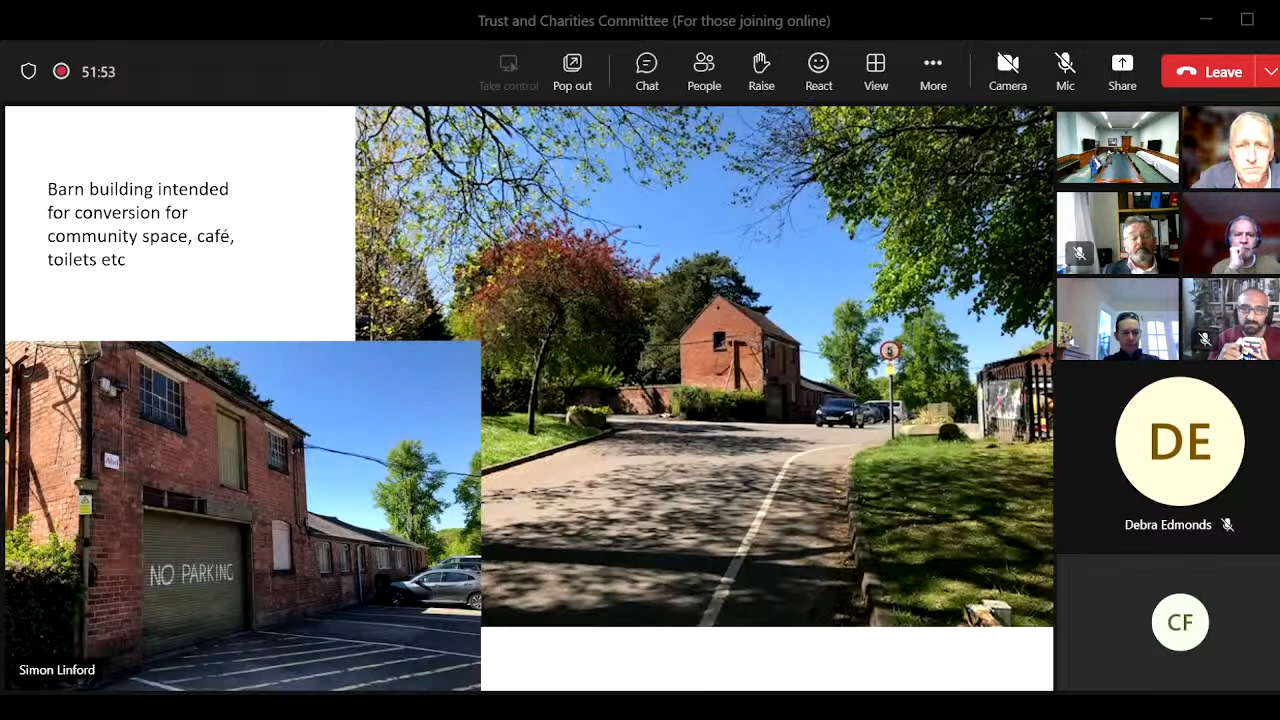 Trust and Charities Committee (For those joining online)
51:53
Take control
Pop out
Chat
People
Raise
React
View
More
Camera
Mic
Share
Leave
Barn building intended
for conversion for
community space, café,
toilets etc
NO PARKING
Simon Linford
5
DE
Debra Edmonds
CF